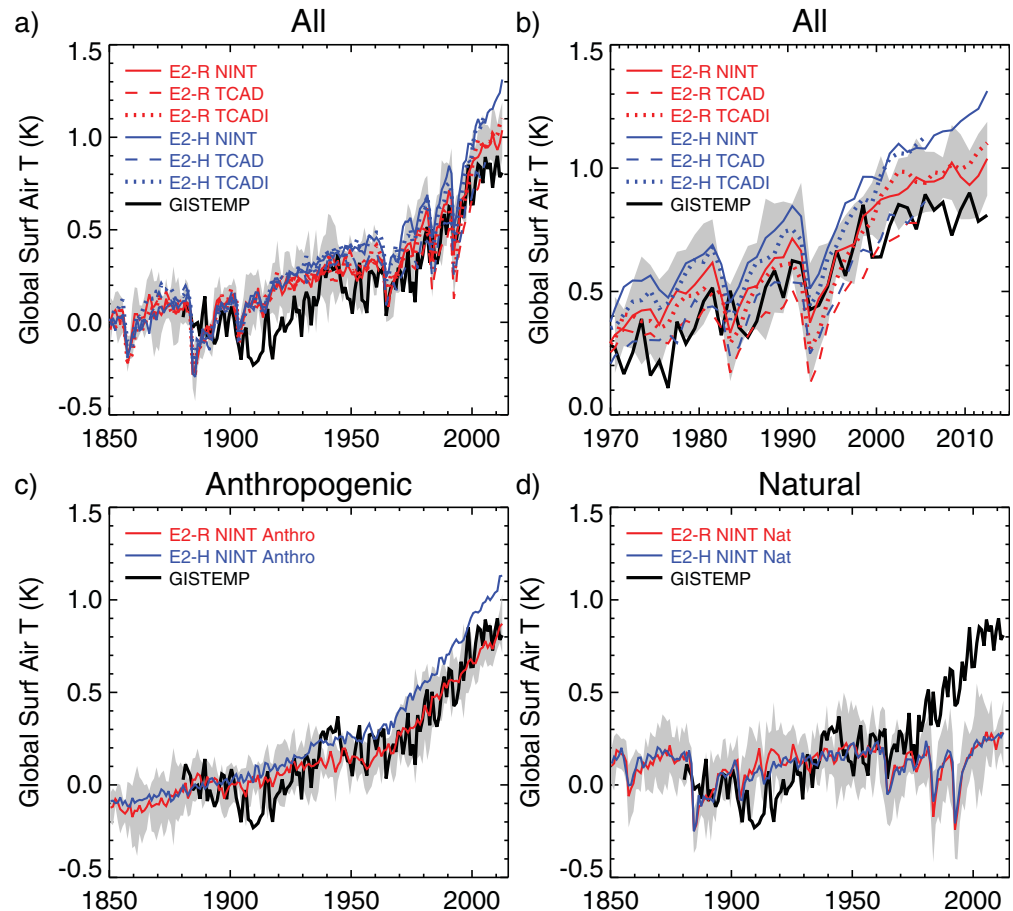 a) All
Global Surf Air T (K)
1.5
1.0
0.5
0.0
-0.5
E2-R NINT
E2-R TCAD
E2-R TCADI
E2-H NINT
E2-H TCAD
E2-H TCADI
GISTEMP
1850 1900 1950 2000
b) All
Global Surf Air T (K)
1.5
1.0
0.5
0.0
E2-R NINT
E2-R TCAD
E2-R TCADI
E2-H NINT
E2-H TCAD
E2-H TCADI
GISTEMP
1970 1980 1990 2000 2010
c) Anthropogenic
Global Surf Air T (K)
1.5
1.0
0.5
0.0
-0.5
E2-R NINT Anthro
E2-H NINT Anthro
GISTEMP
1850 1900 1950 2000
d) Natural
Global Surf Air T (K)
1.5
1.0
0.5
0.0
-0.5
E2-R NINT Nat
E2-H NINT Nat
GISTEMP
1850 1900 1950 2000